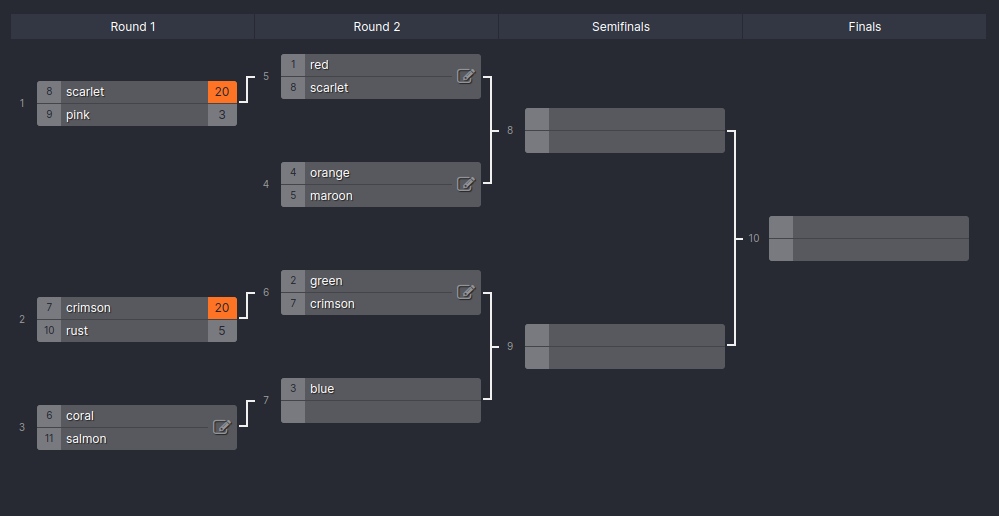 Round 1
Round 2
Semifinals
Finals
1
8 scarlet 20
9 pink 3
2
7 crimson 20
10 rust 5
3
6 coral
11 salmon
5
1 red
8 scarlet
4
4 orange
5 maroon
6
2 green
7 crimson
7
3 blue
8
9
10